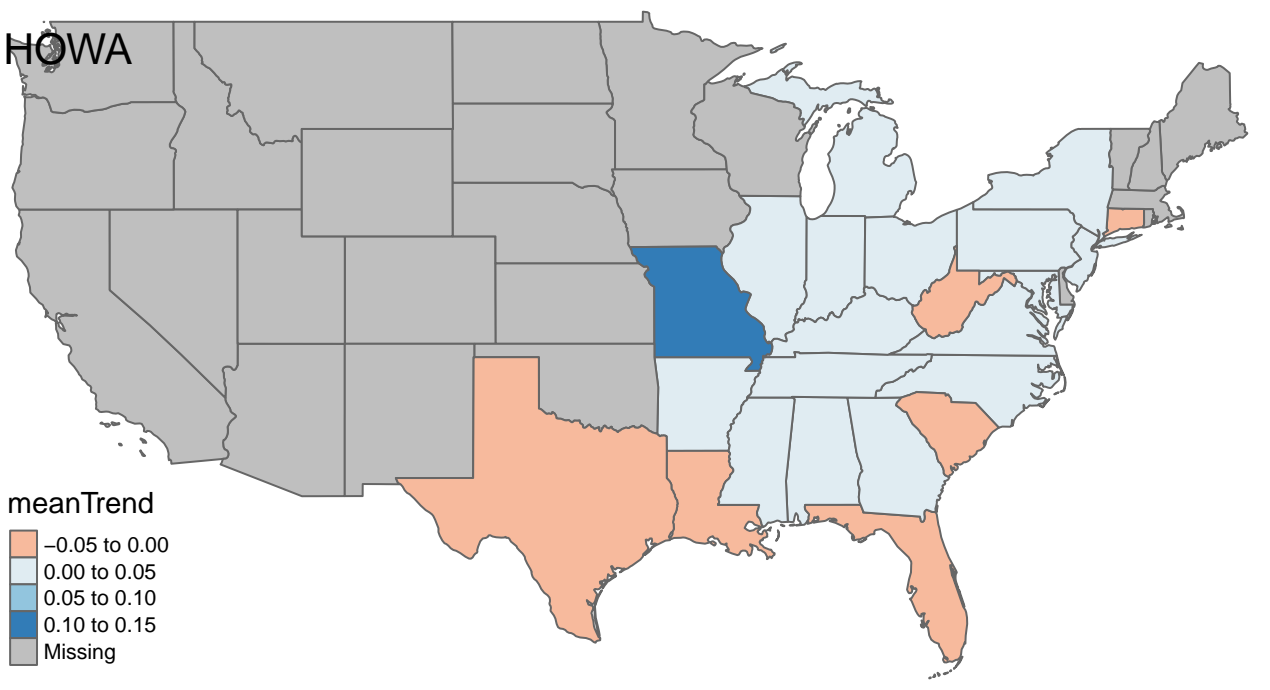 HOWA
meanTrend
−0.05 to 0.00
0.00 to 0.05
0.05 to 0.10
0.10 to 0.15
Missing